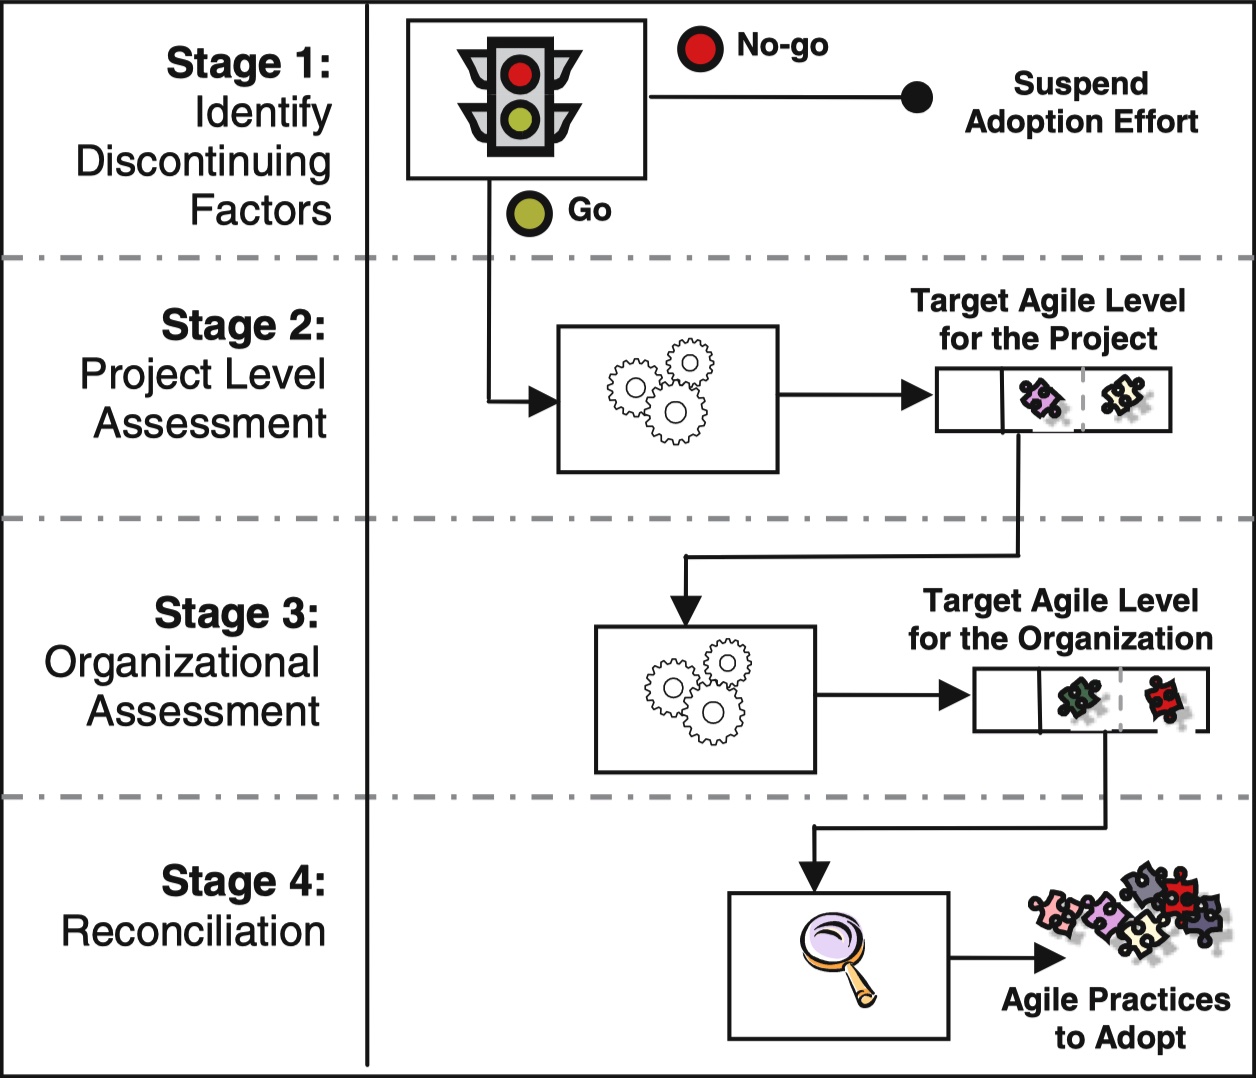 Stage 1:
Identify
Discontinuing
Factors
No-go
Suspend
Adoption Effort
Go
Stage 2:
Project Level
Assessment
Target Agile Level
for the Project
Stage 3:
Organizational
Assessment
Target Agile Level
for the Organization
Stage 4:
Reconciliation
Agile Practices
to Adopt